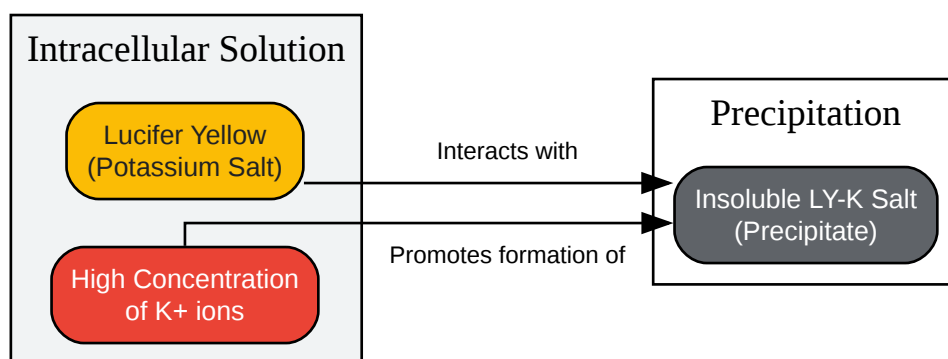 Intracellular Solution
Lucifer Yellow
(Potassium Salt)
High Concentration
of K+ ions
Interacts with
Promotes formation of
Precipitation
Insoluble LY-K Salt
(Precipitate)